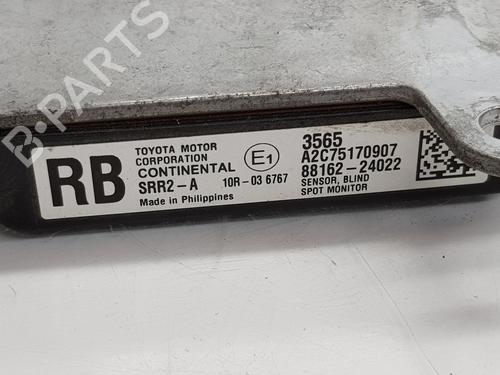 B-PARTS
RB
TOYOTA MOTOR
CORPORATION
CONTINENTAL
SRR2-A
Made in Philippines
E1
10R-03 6767
3565
A2C75170907
88162-24022
SENSOR, BLIND
SPOT MONITOR